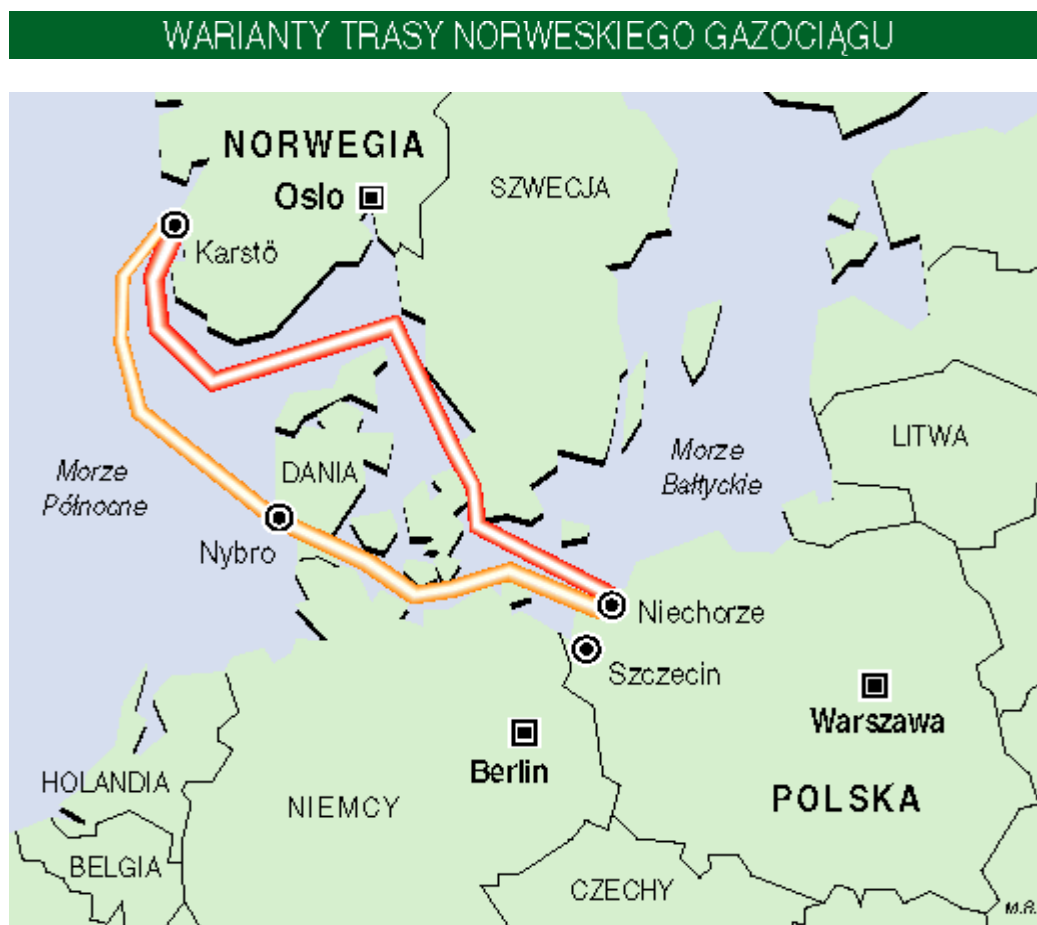 WARIANTY TRASY NORWESKIEGO GAZOCIĄGU
NORWEGIA
Oslo
SZWECJA
Karstö
LITWA
Morze
Bałtyckie
DANIA
Morze
Północne
Nybro
Niechorze
Szczecin
Warszawa
Berlin
HOLANDIA
NIEMCY
POLSKA
BELGIA
CZECHY
M.R.